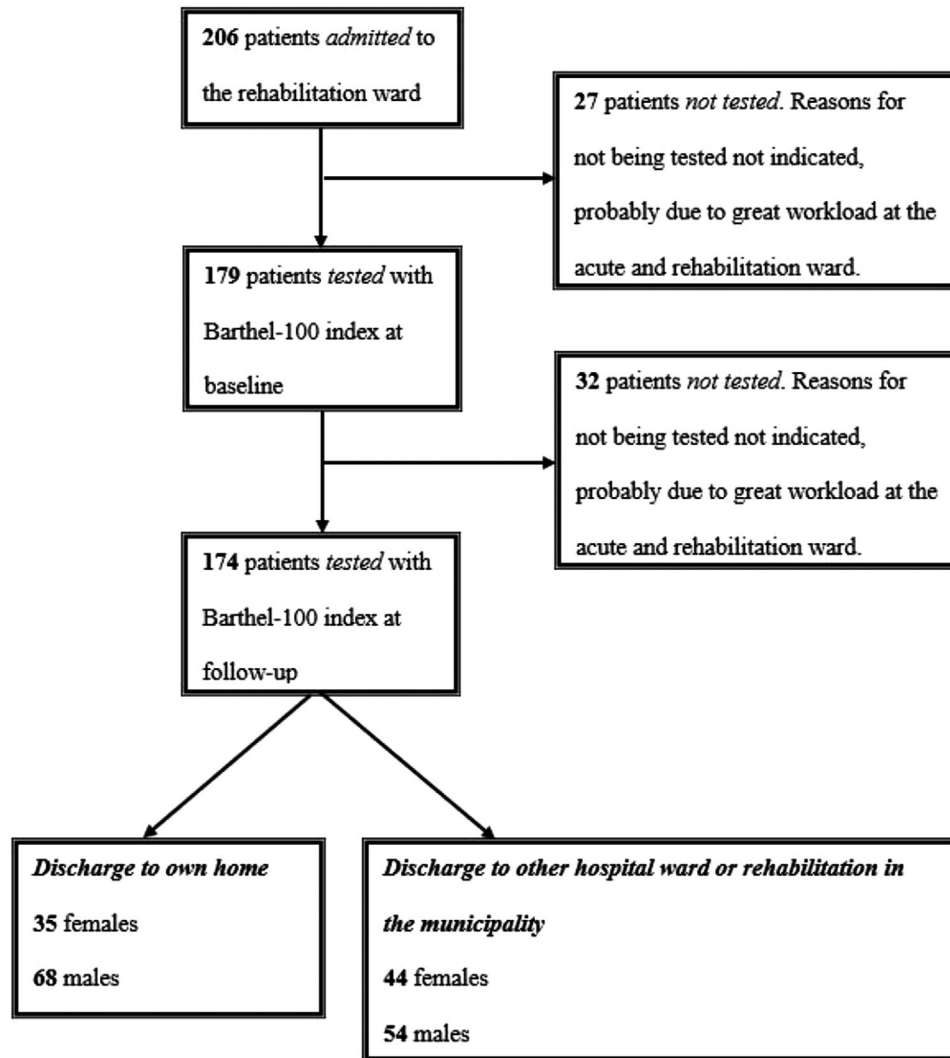 206 patients admitted to
the rehabilitation ward
27 patients not tested. Reasons for
not being tested not indicated,
probably due to great workload at the
acute and rehabilitation ward.
179 patients tested with
Barthel-100 index at
baseline
32 patients not tested. Reasons for
not being tested not indicated,
probably due to great workload at the
acute and rehabilitation ward.
174 patients tested with
Barthel-100 index at
follow-up
Discharge to own home
35 females
68 males
Discharge to other hospital ward or rehabilitation in
the municipality
44 females
54 males